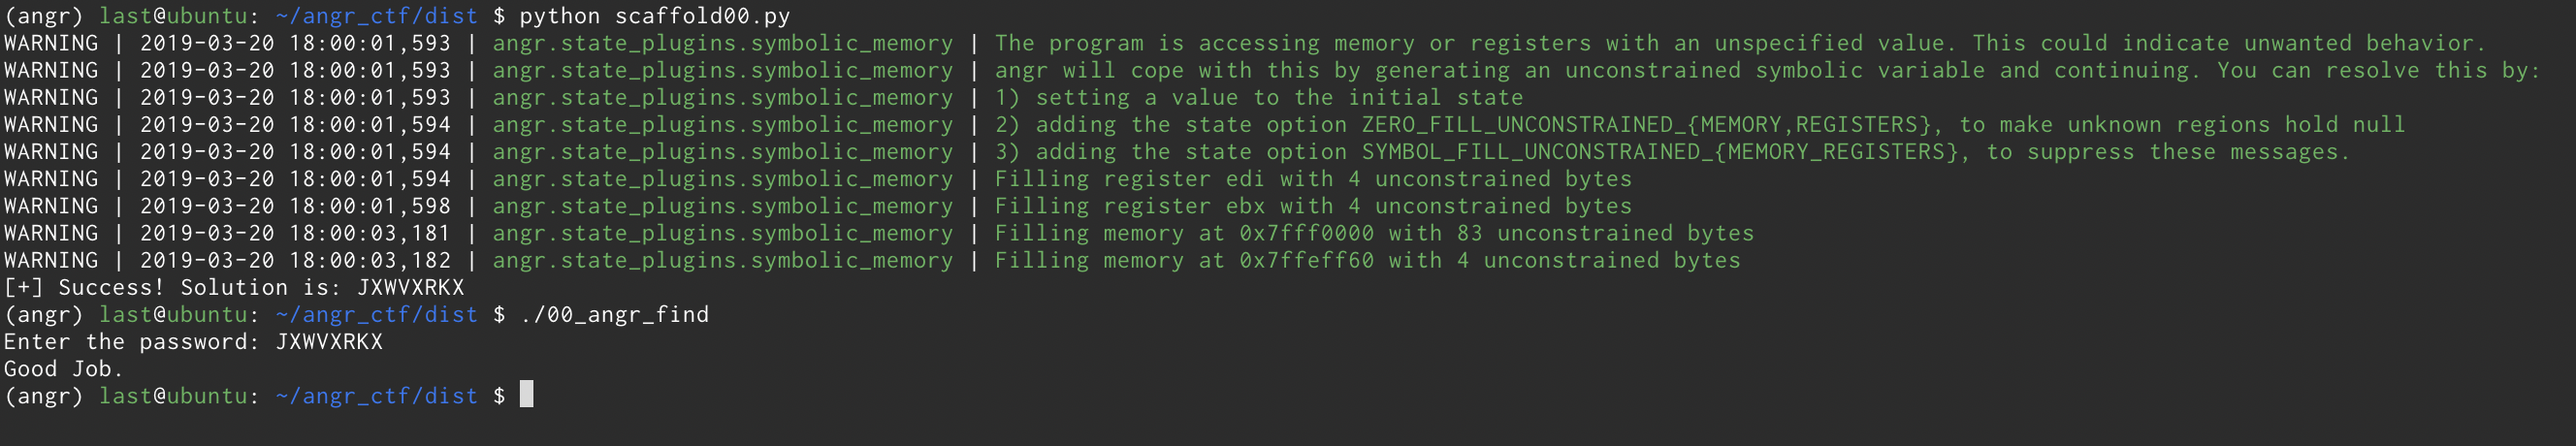 (angr) last@ubuntu: ~/angr_ctf/dist $ python scaffold00.py
WARNING | 2019-03-20 18:00:01,593 | angr.state_plugins.symbolic_memory | The program is accessing memory or registers with an unspecified value. This could indicate unwanted behavior.
WARNING | 2019-03-20 18:00:01,593 | angr.state_plugins.symbolic_memory | angr will cope with this by generating an unconstrained symbolic variable and continuing. You can resolve this by:
WARNING | 2019-03-20 18:00:01,593 | angr.state_plugins.symbolic_memory | 1) setting a value to the initial state
WARNING | 2019-03-20 18:00:01,594 | angr.state_plugins.symbolic_memory | 2) adding the state option ZERO_FILL_UNCONSTRAINED_{MEMORY,REGISTERS}, to make unknown regions hold null
WARNING | 2019-03-20 18:00:01,594 | angr.state_plugins.symbolic_memory | 3) adding the state option SYMBOL_FILL_UNCONSTRAINED_{MEMORY_REGISTERS}, to suppress these messages.
WARNING | 2019-03-20 18:00:01,594 | angr.state_plugins.symbolic_memory | Filling register edi with 4 unconstrained bytes
WARNING | 2019-03-20 18:00:01,598 | angr.state_plugins.symbolic_memory | Filling register ebx with 4 unconstrained bytes
WARNING | 2019-03-20 18:00:03,181 | angr.state_plugins.symbolic_memory | Filling memory at 0x7fff0000 with 83 unconstrained bytes
WARNING | 2019-03-20 18:00:03,182 | angr.state_plugins.symbolic_memory | Filling memory at 0x7ffeff60 with 4 unconstrained bytes
[+] Success! Solution is: JXWVXRKX
(angr) last@ubuntu: ~/angr_ctf/dist $ ./00_angr_find
Enter the password: JXWVXRKX
Good Job.
(angr) last@ubuntu: ~/angr_ctf/dist $